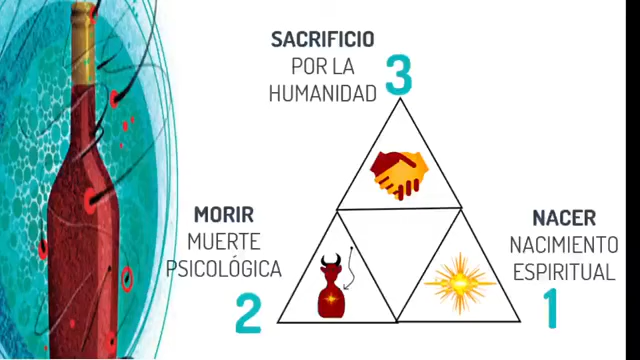 SACRIFICIO
POR LA
HUMANIDAD
3
MORIR
MUERTE
PSICOLÓGICA
2
NACER
NACIMIENTO
ESPIRITUAL
1